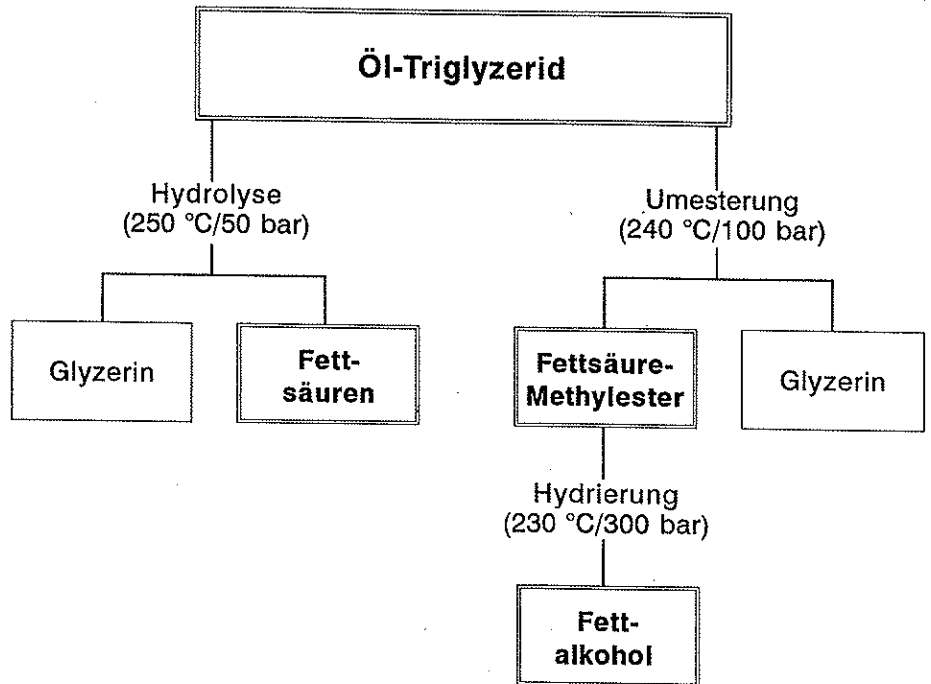 Öl-Triglyzerid
Hydrolyse
(250 °C/50 bar)
Umesterung
(240 °C/100 bar)
Glyzerin
Fett-
säuren
Fettsäure-
Methylester
Glyzerin
Hydrierung
(230 °C/300 bar)
Fett-
alkohol